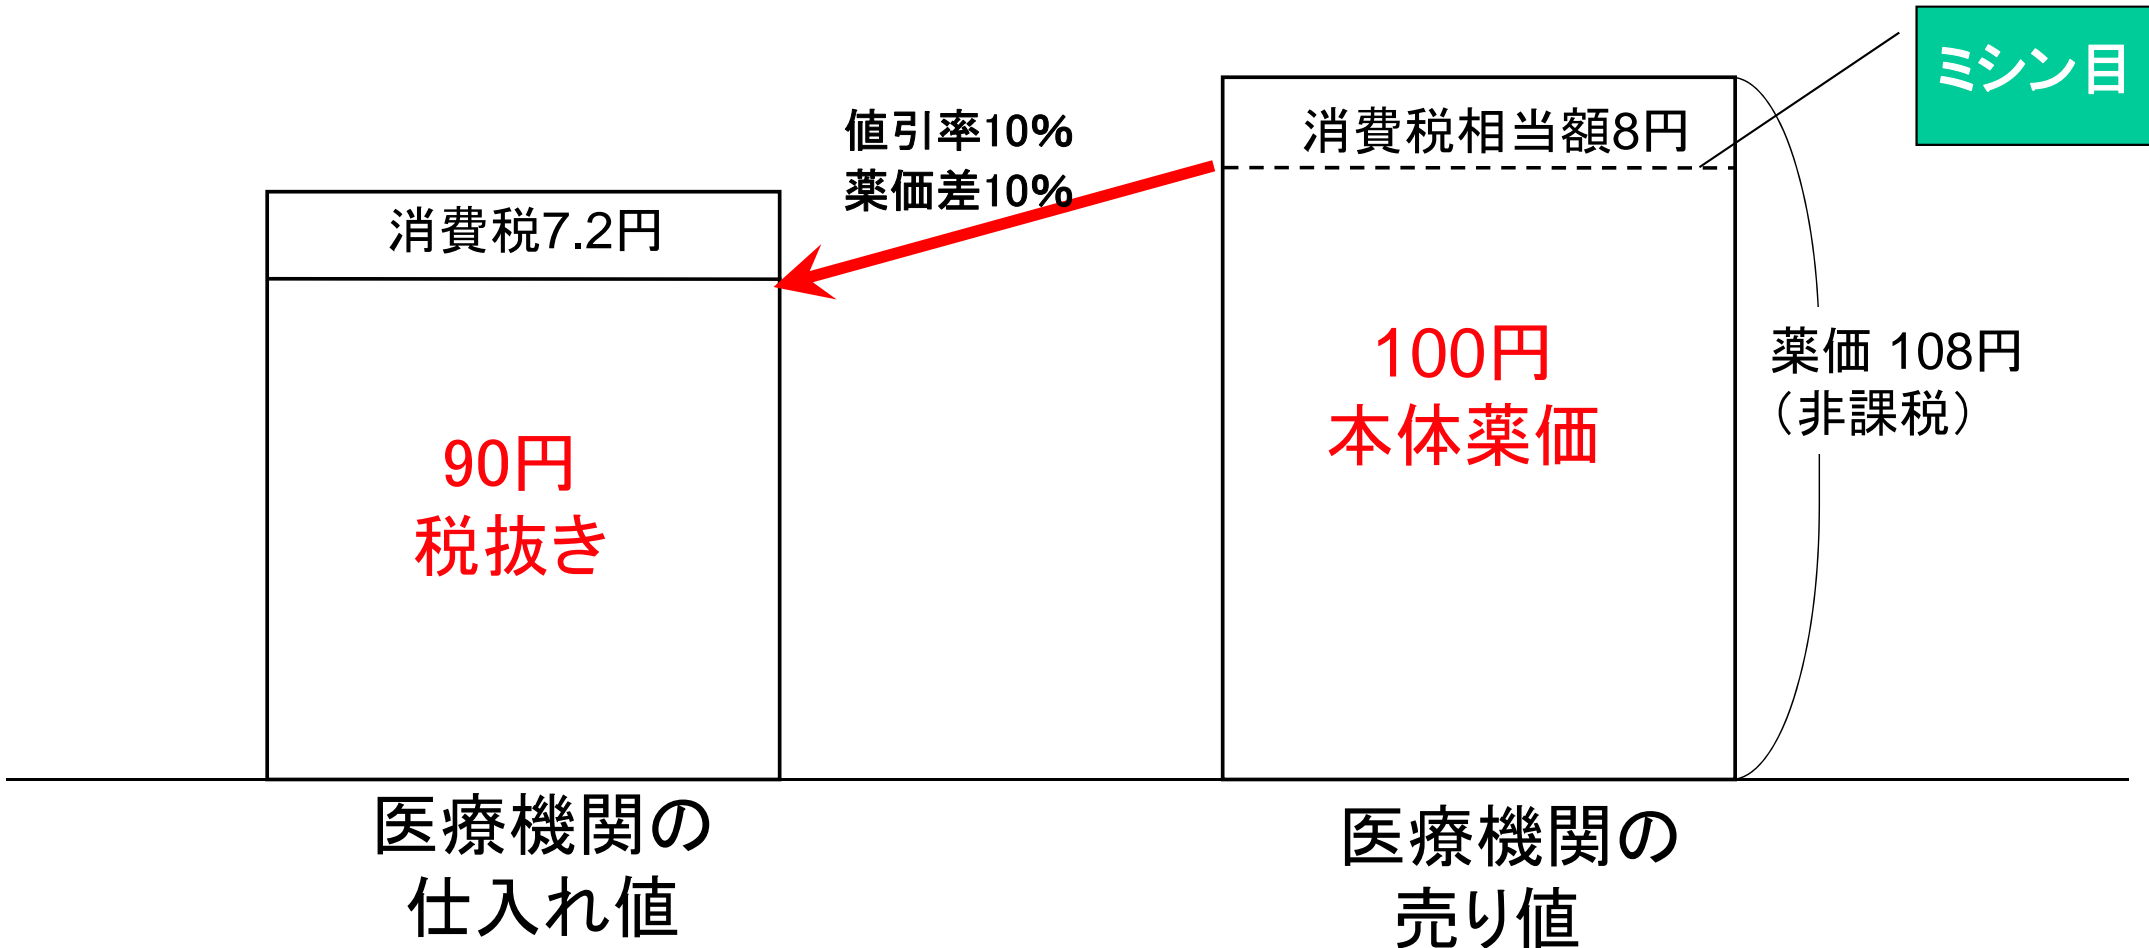 ミシン目
消費税相当額8円
値引率10%
薬価差10%
消費税7.2円
100円
本体薬価
薬価 108円
（非課税）
90円
税抜き
医療機関の
仕入れ値
医療機関の
売り値